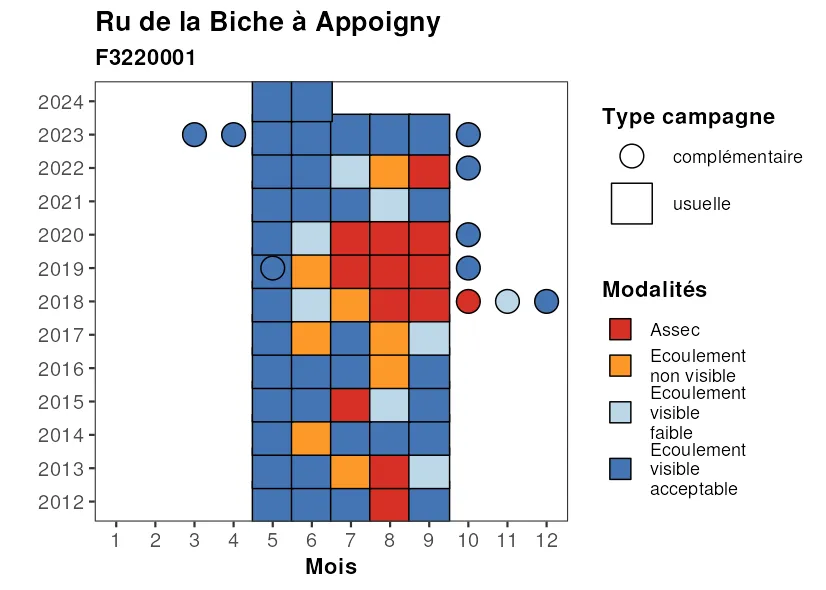 Ru de la Biche à Appoigny
F3220001
2024
2023
2022
2021
2020
2019
2018
2017
2016
2015
2014
2013
2012
1 2 3 4 5 6 7 8 9 10 11 12
Mois
Type campagne
complémentaire
usuelle
Modalités
Assec
Ecoulement
non visible
Ecoulement
visible
faible
Ecoulement
visible
acceptable